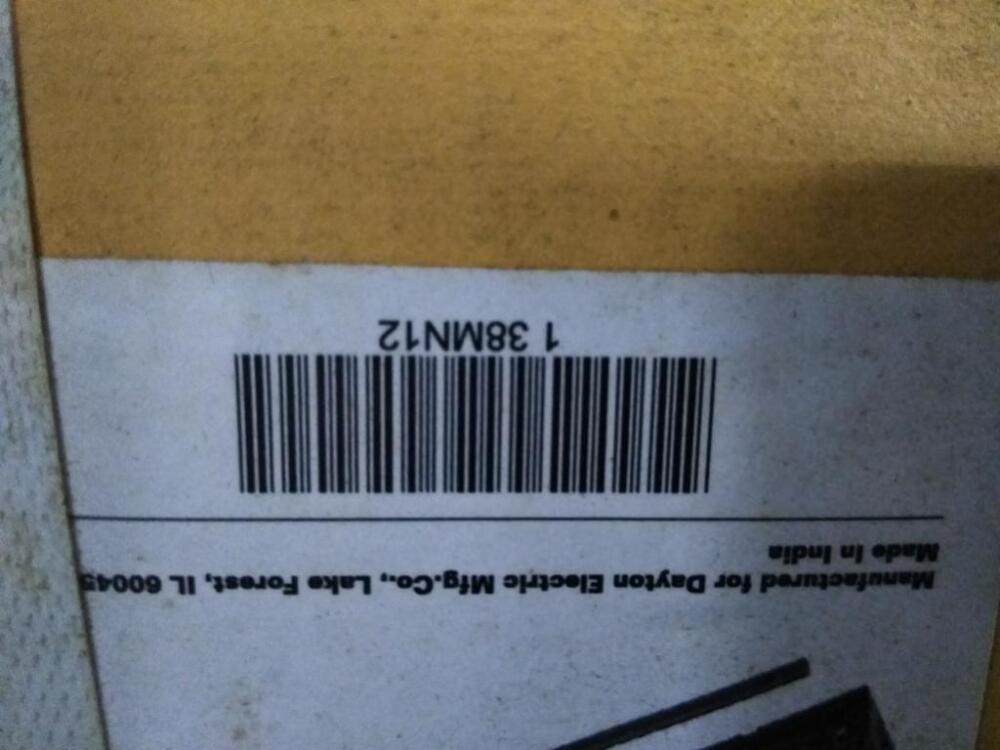 Manufactured for Dayton Electric Mfg.Co., Lake Forest, IL 60045
Made In India
1 38MN12